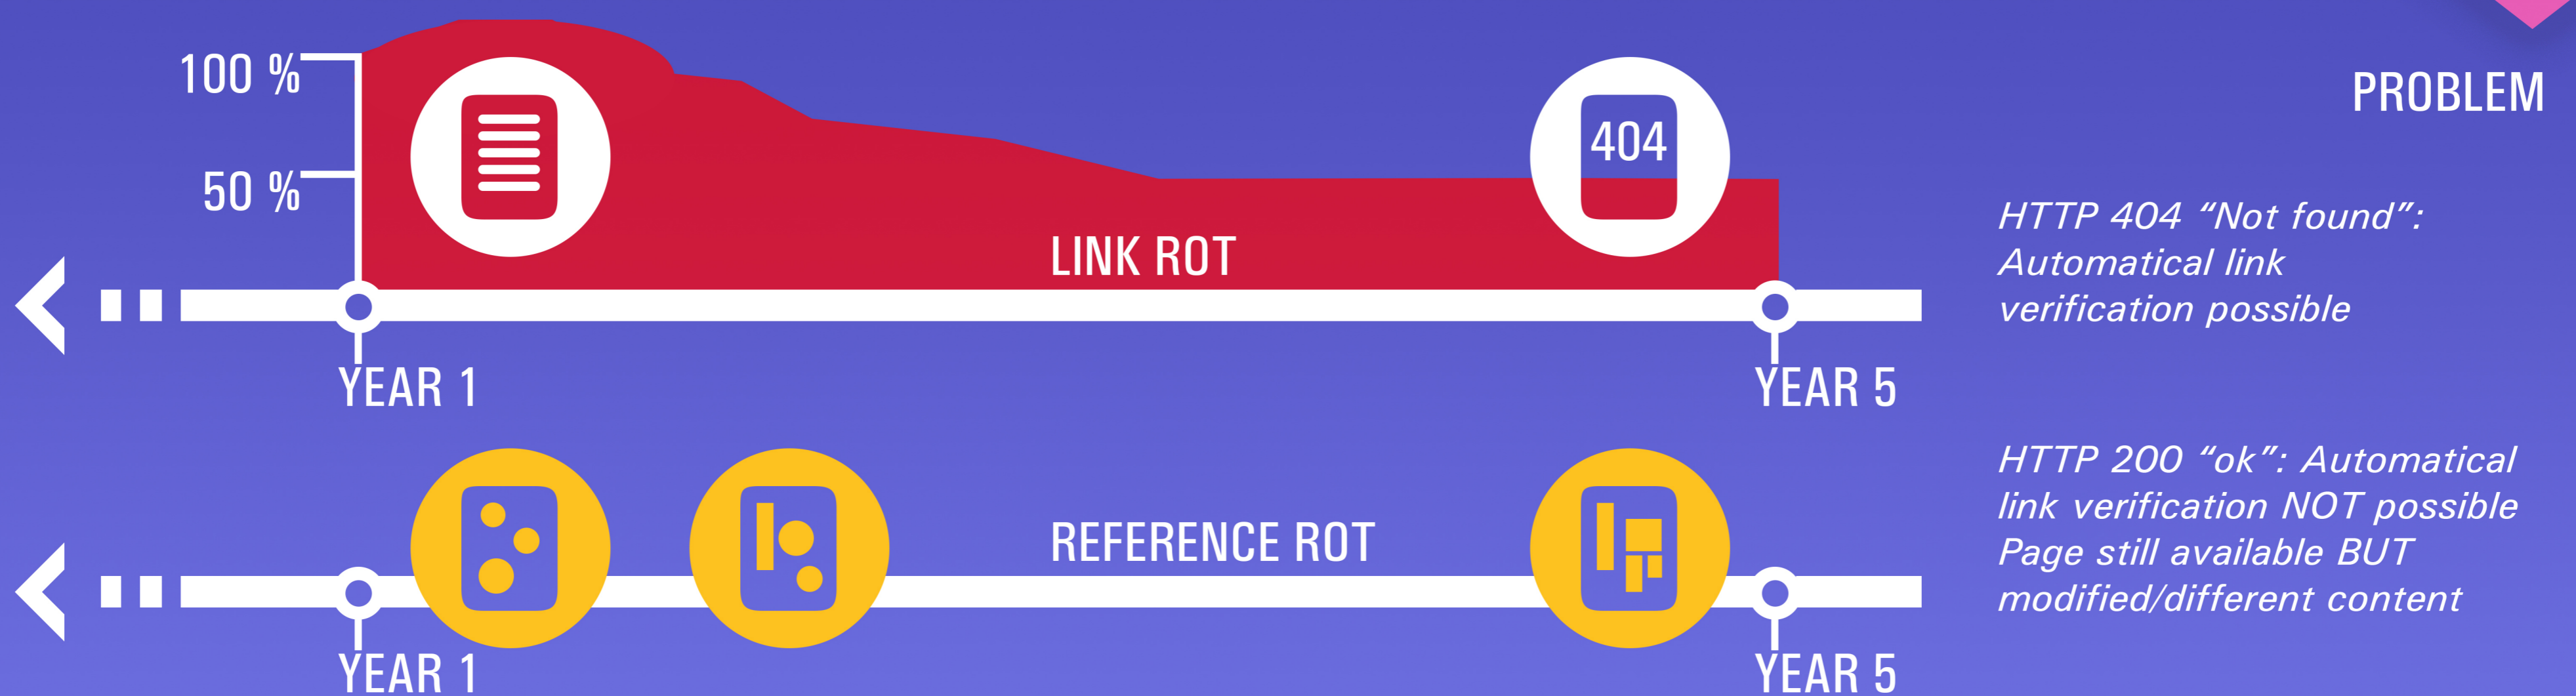 100 %
50 %
404
LINK ROT
YEAR 1
YEAR 5
PROBLEM
HTTP 404 “Not found”:
Automatical link
verification possible
REFERENCE ROT
YEAR 1
YEAR 5
HTTP 200 “ok”: Automatical
link verification NOT possible
Page still available BUT
modified/different content